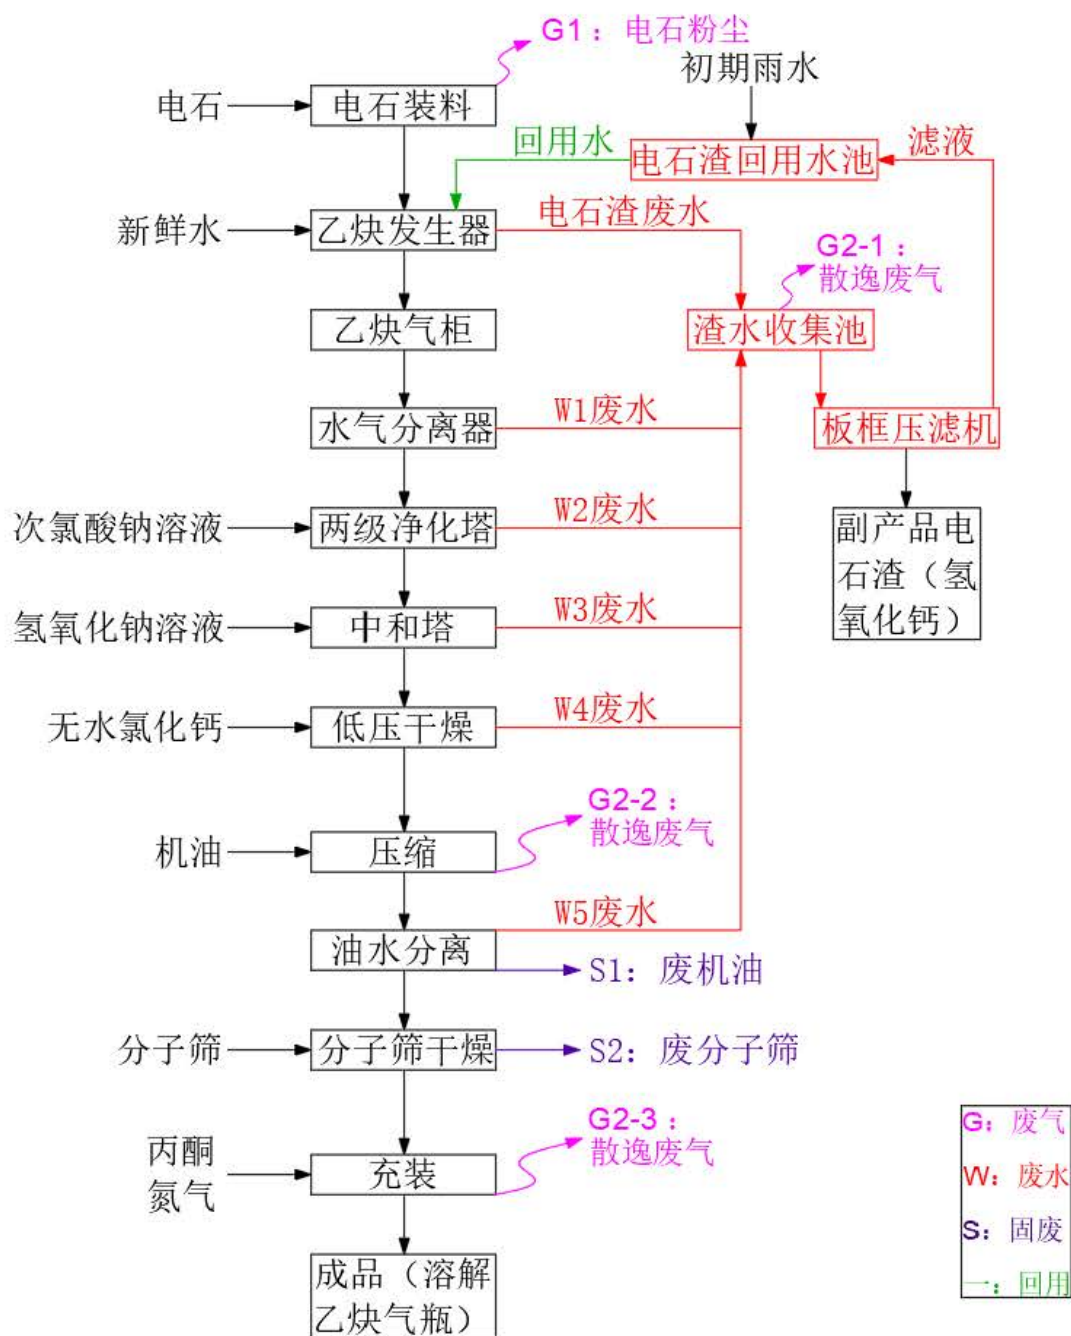 G1：电石粉尘
初期雨水
电石
电石装料
回用水
电石渣回用水池
滤液
新鲜水
乙炔发生器
电石渣废水
G2-1：
散逸废气
乙炔气柜
渣水收集池
水气分离器
W1废水
板框压滤机
次氯酸钠溶液
两级净化塔
W2废水
副产品电
石渣（氢
氧化钙）
氢氧化钠溶液
中和塔
W3废水
无水氯化钙
低压干燥
W4废水
G2-2：
散逸废气
机油
压缩
W5废水
油水分离
S1：废机油
分子筛
分子筛干燥
S2：废分子筛
G2-3：
散逸废气
丙酮
氮气
充装
成品（溶解
乙炔气瓶）
G：废气
W：废水
S：固废
—：回用